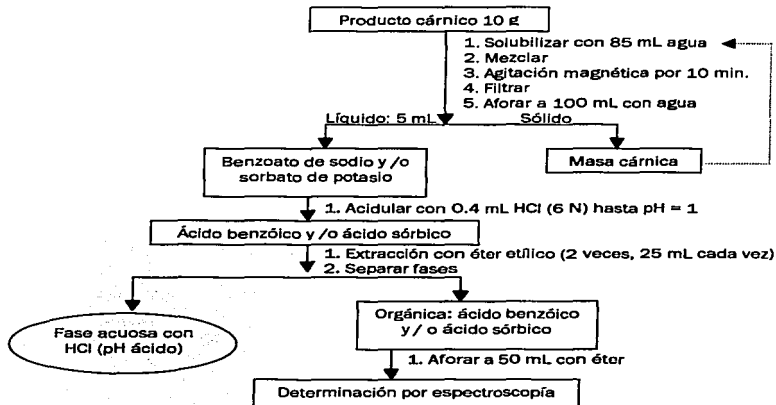 Producto cárnico 10 g
1. Solubilizar con 85 mL agua
2. Mezclar
3. Agitación magnética por 10 min.
4. Filtrar
5. Aforar a 100 mL con agua
Líquido: 5 mL
Sólido
Benzoato de sodio y /o
sorbato de potasio
Masa cárnica
1. Acidular con 0.4 mL HCl (6 N) hasta pH = 1
Ácido benzóico y /o ácido sórbico
1. Extracción con éter etílico (2 veces, 25 mL cada vez)
2. Separar fases
Fase acuosa con
HCl (pH ácido)
Orgánica: ácido benzóico
y / o ácido sórbico
1. Aforar a 50 mL con éter
Determinación por espectroscopía